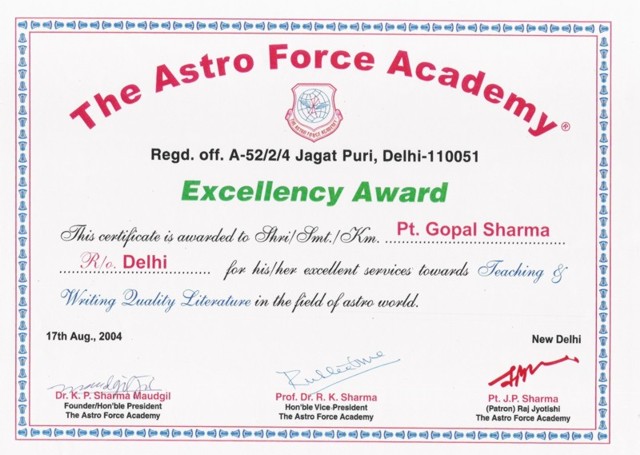 The Astro Force Academy®
THE ASTRO FORCE ACADEMY
Regd. off. A-52/2/4 Jagat Puri, Delhi-110051
Excellency Award
This certificate is awarded to Shri/Smt./Km. Pt. Gopal Sharma
R/o. Delhi for his/her excellent services towards Teaching &
Writing Quality Literature in the field of astro world.
17th Aug., 2004 New Delhi
Dr. K. P. Sharma Maudgil
Founder/Hon'ble President
The Astro Force Academy
Prof. Dr. R. K. Sharma
Hon'ble Vice-President
The Astro Force Academy
Pt. J.P. Sharma
(Patron) Raj Jyotishi
The Astro Force Academy